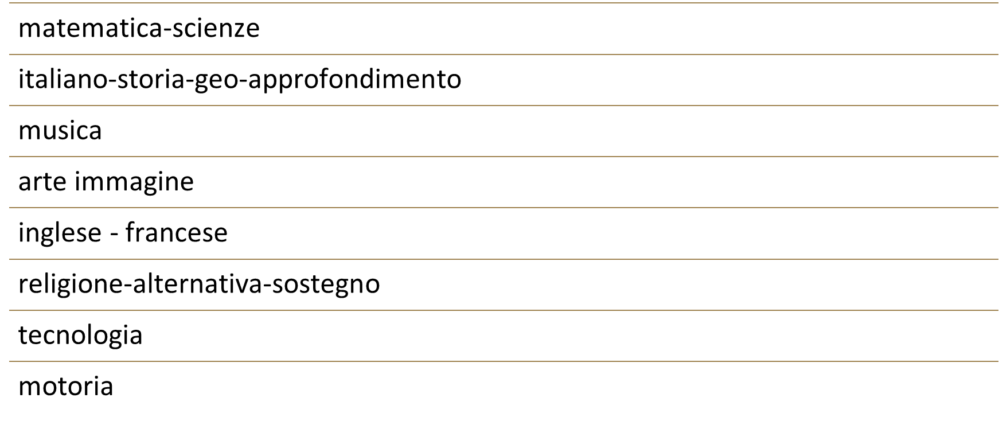 matematica-scienze
italiano-storia-geo-approfondimento
musica
arte immagine
inglese - francese
religione-alternativa-sostegno
tecnologia
motoria